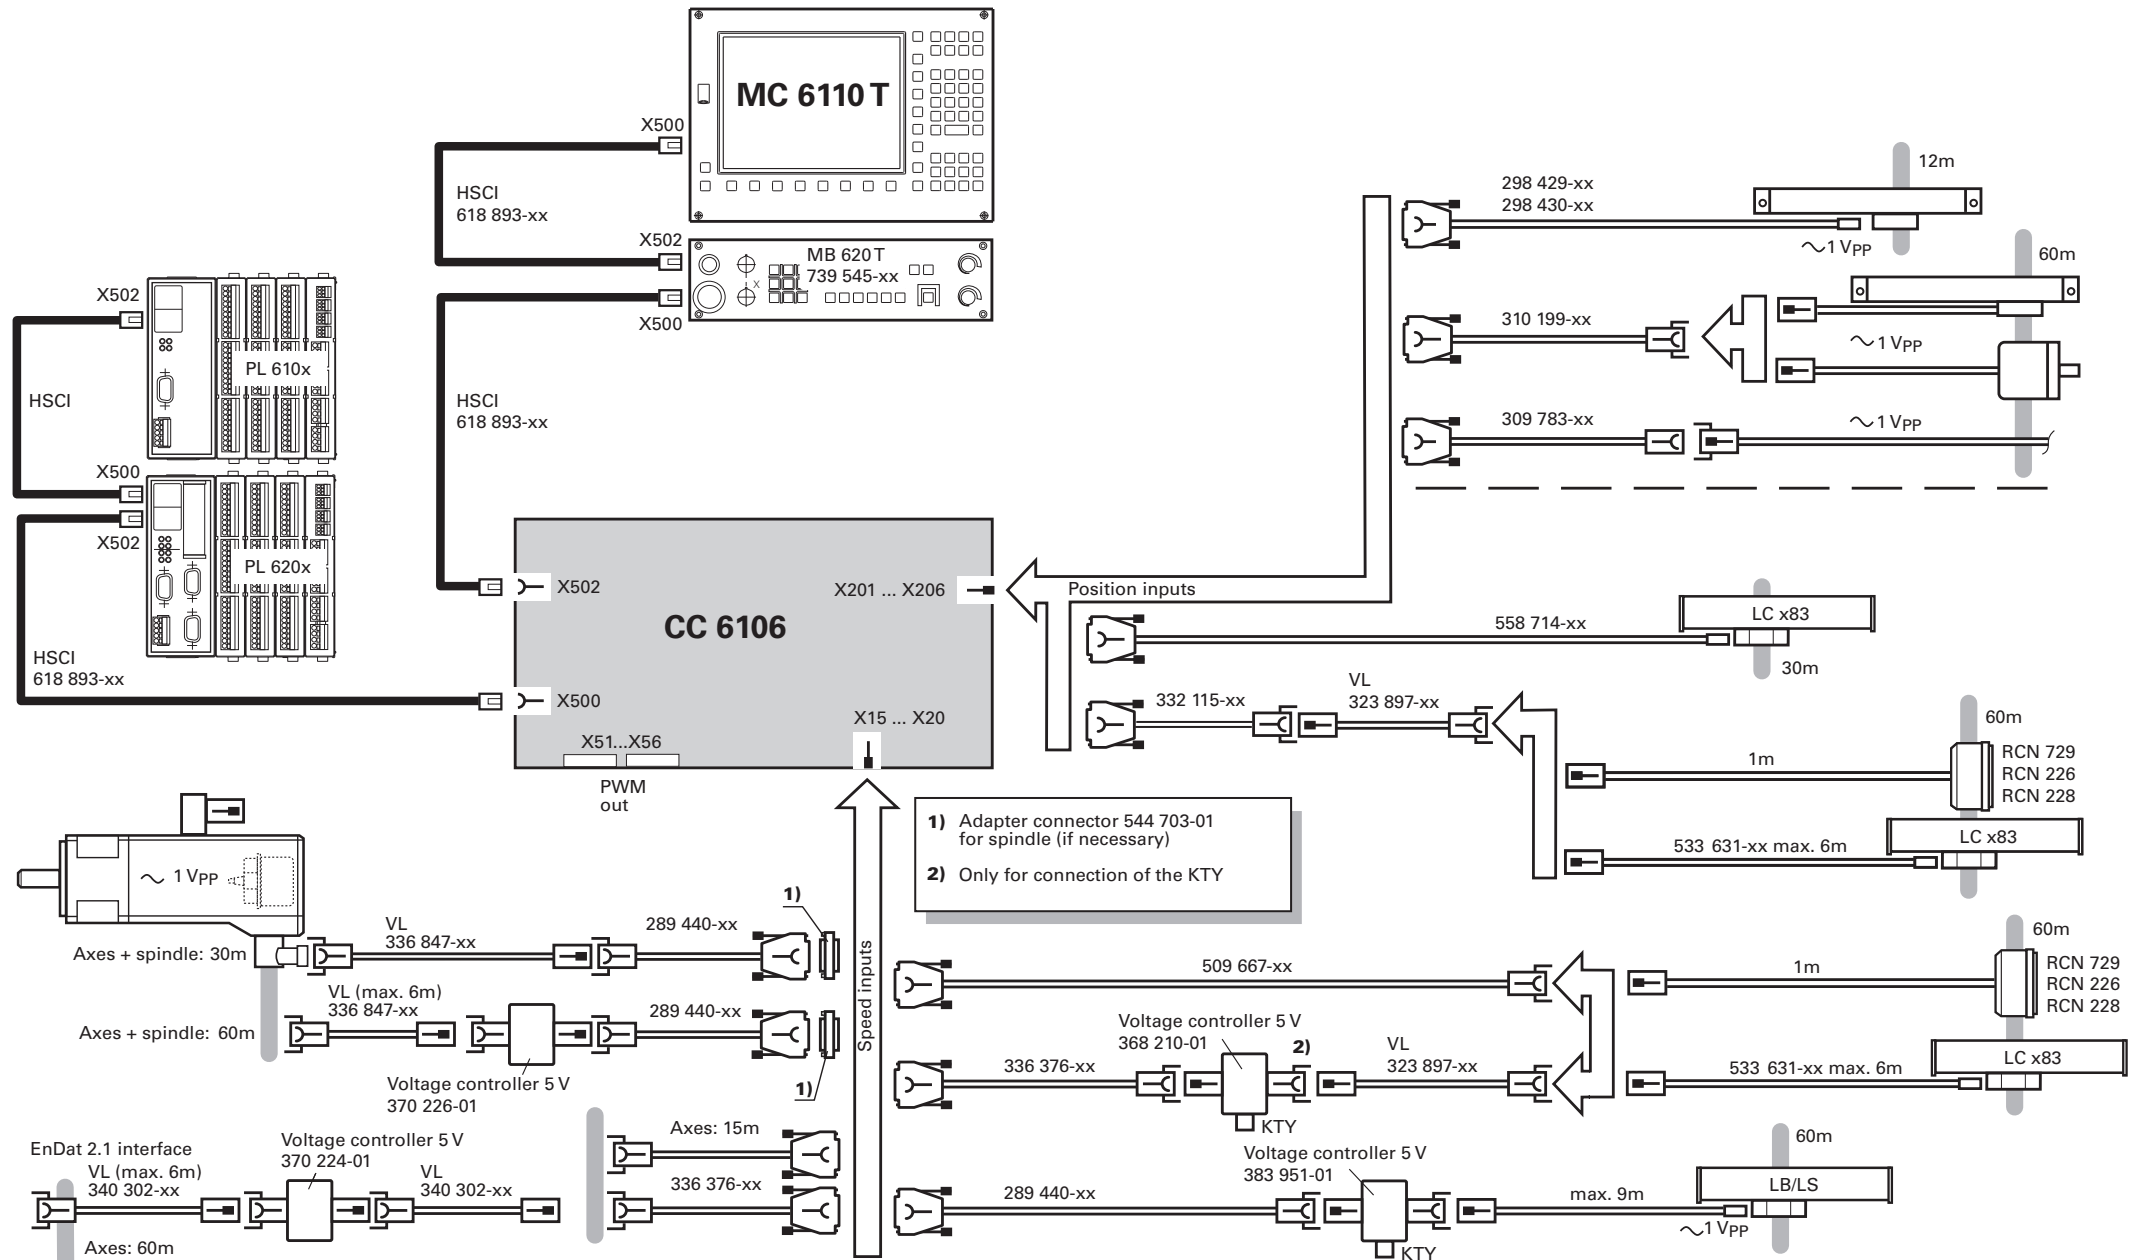 MC 6110 T
X500
HSCI
618 893-xx
X502
MB 620 T
739 545-xx
X
X500
HSCI
618 893-xx
X502
PL 610x
HSCI
X500
X502
PL 620x
HSCI
618 893-xx
X502
X201 ... X206
CC 6106
X500
X15 ... X20
X51...X56
PWM
out
Position inputs
298 429-xx
298 430-xx
12m
~1 VPP
60m
310 199-xx
~1 VPP
309 783-xx
~1 VPP
558 714-xx
LC x83
30m
332 115-xx
VL
323 897-xx
60m
1m
RCN 729
RCN 226
RCN 228
LC x83
533 631-xx max. 6m
1) Adapter connector 544 703-01
for spindle (if necessary)
2) Only for connection of the KTY
~ 1 VPP
Axes + spindle: 30m
VL
336 847-xx
289 440-xx
1)
Axes + spindle: 60m
VL (max. 6m)
336 847-xx
289 440-xx
1)
Voltage controller 5 V
370 226-01
Speed inputs
EnDat 2.1 interface
VL (max. 6m)
340 302-xx
Voltage controller 5 V
370 224-01
VL
340 302-xx
Axes: 60m
Axes: 15m
336 376-xx
509 667-xx
60m
1m
RCN 729
RCN 226
RCN 228
336 376-xx
Voltage controller 5 V
368 210-01
2)
KTY
VL
323 897-xx
LC x83
533 631-xx max. 6m
289 440-xx
Voltage controller 5 V
383 951-01
KTY
max. 9m
60m
LB/LS
~1 VPP